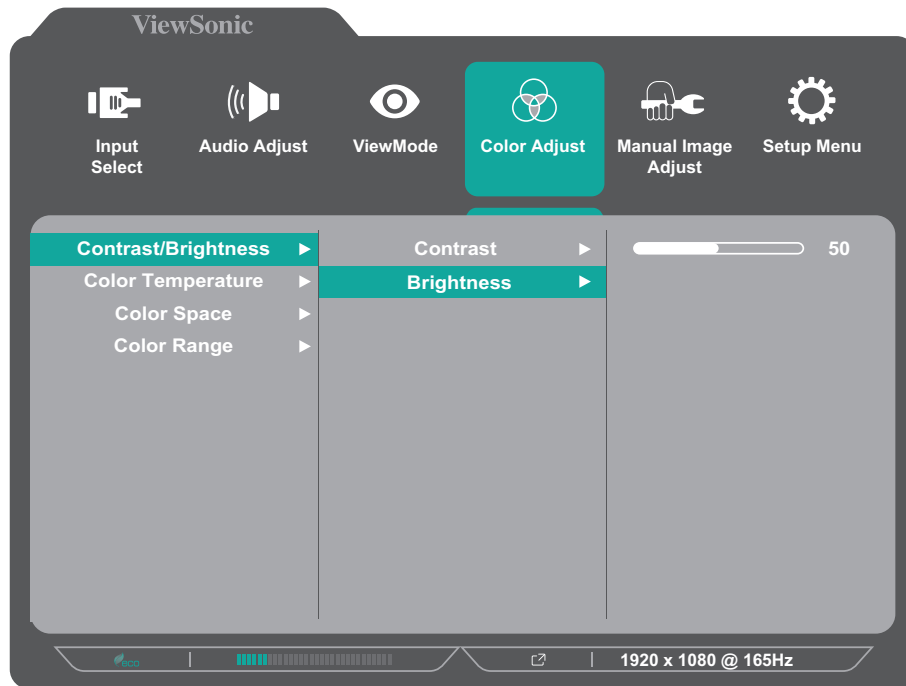 ViewSonic
Input
Select
Audio Adjust
ViewMode
Color Adjust
Manual Image
Adjust
Setup Menu
Contrast/Brightness
Color Temperature
Color Space
Color Range
Contrast
Brightness
50
eco
1920 x 1080 @ 165Hz